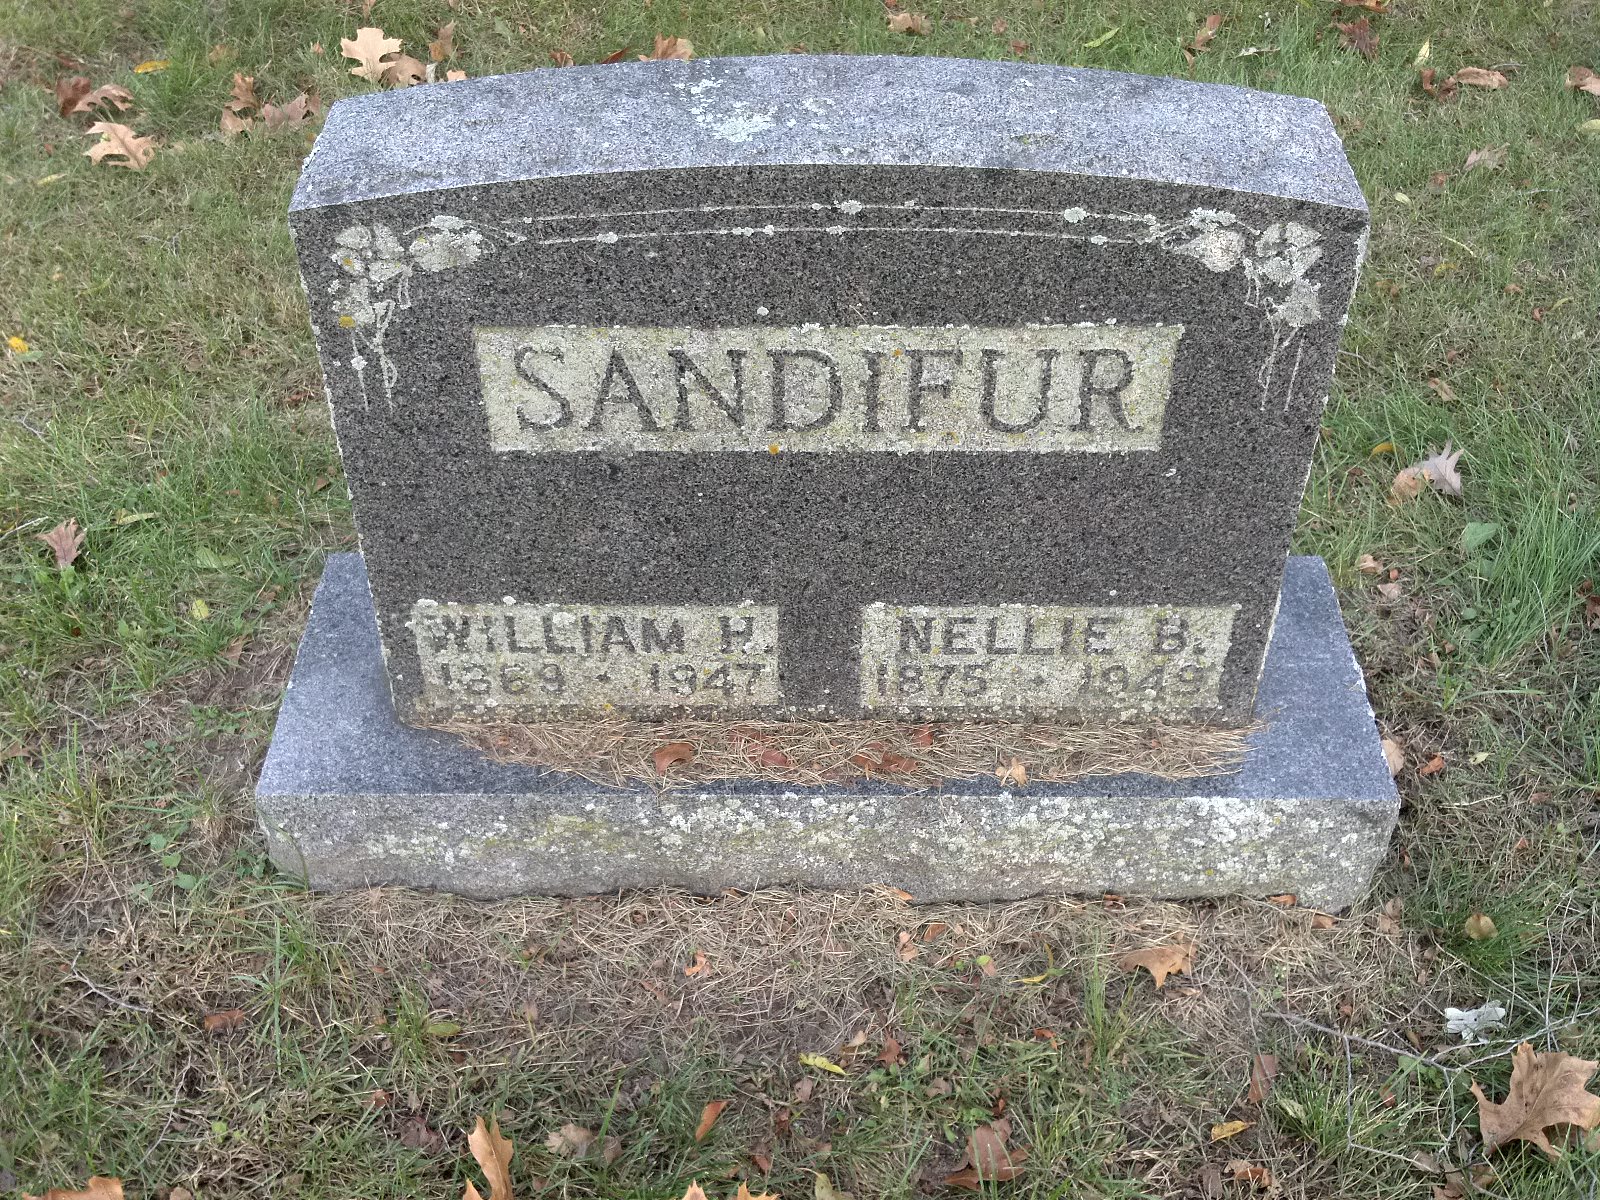 SANDIFUR
WILLIAM H.
1869 · 1947
NELLIE B.
1875 · 1949